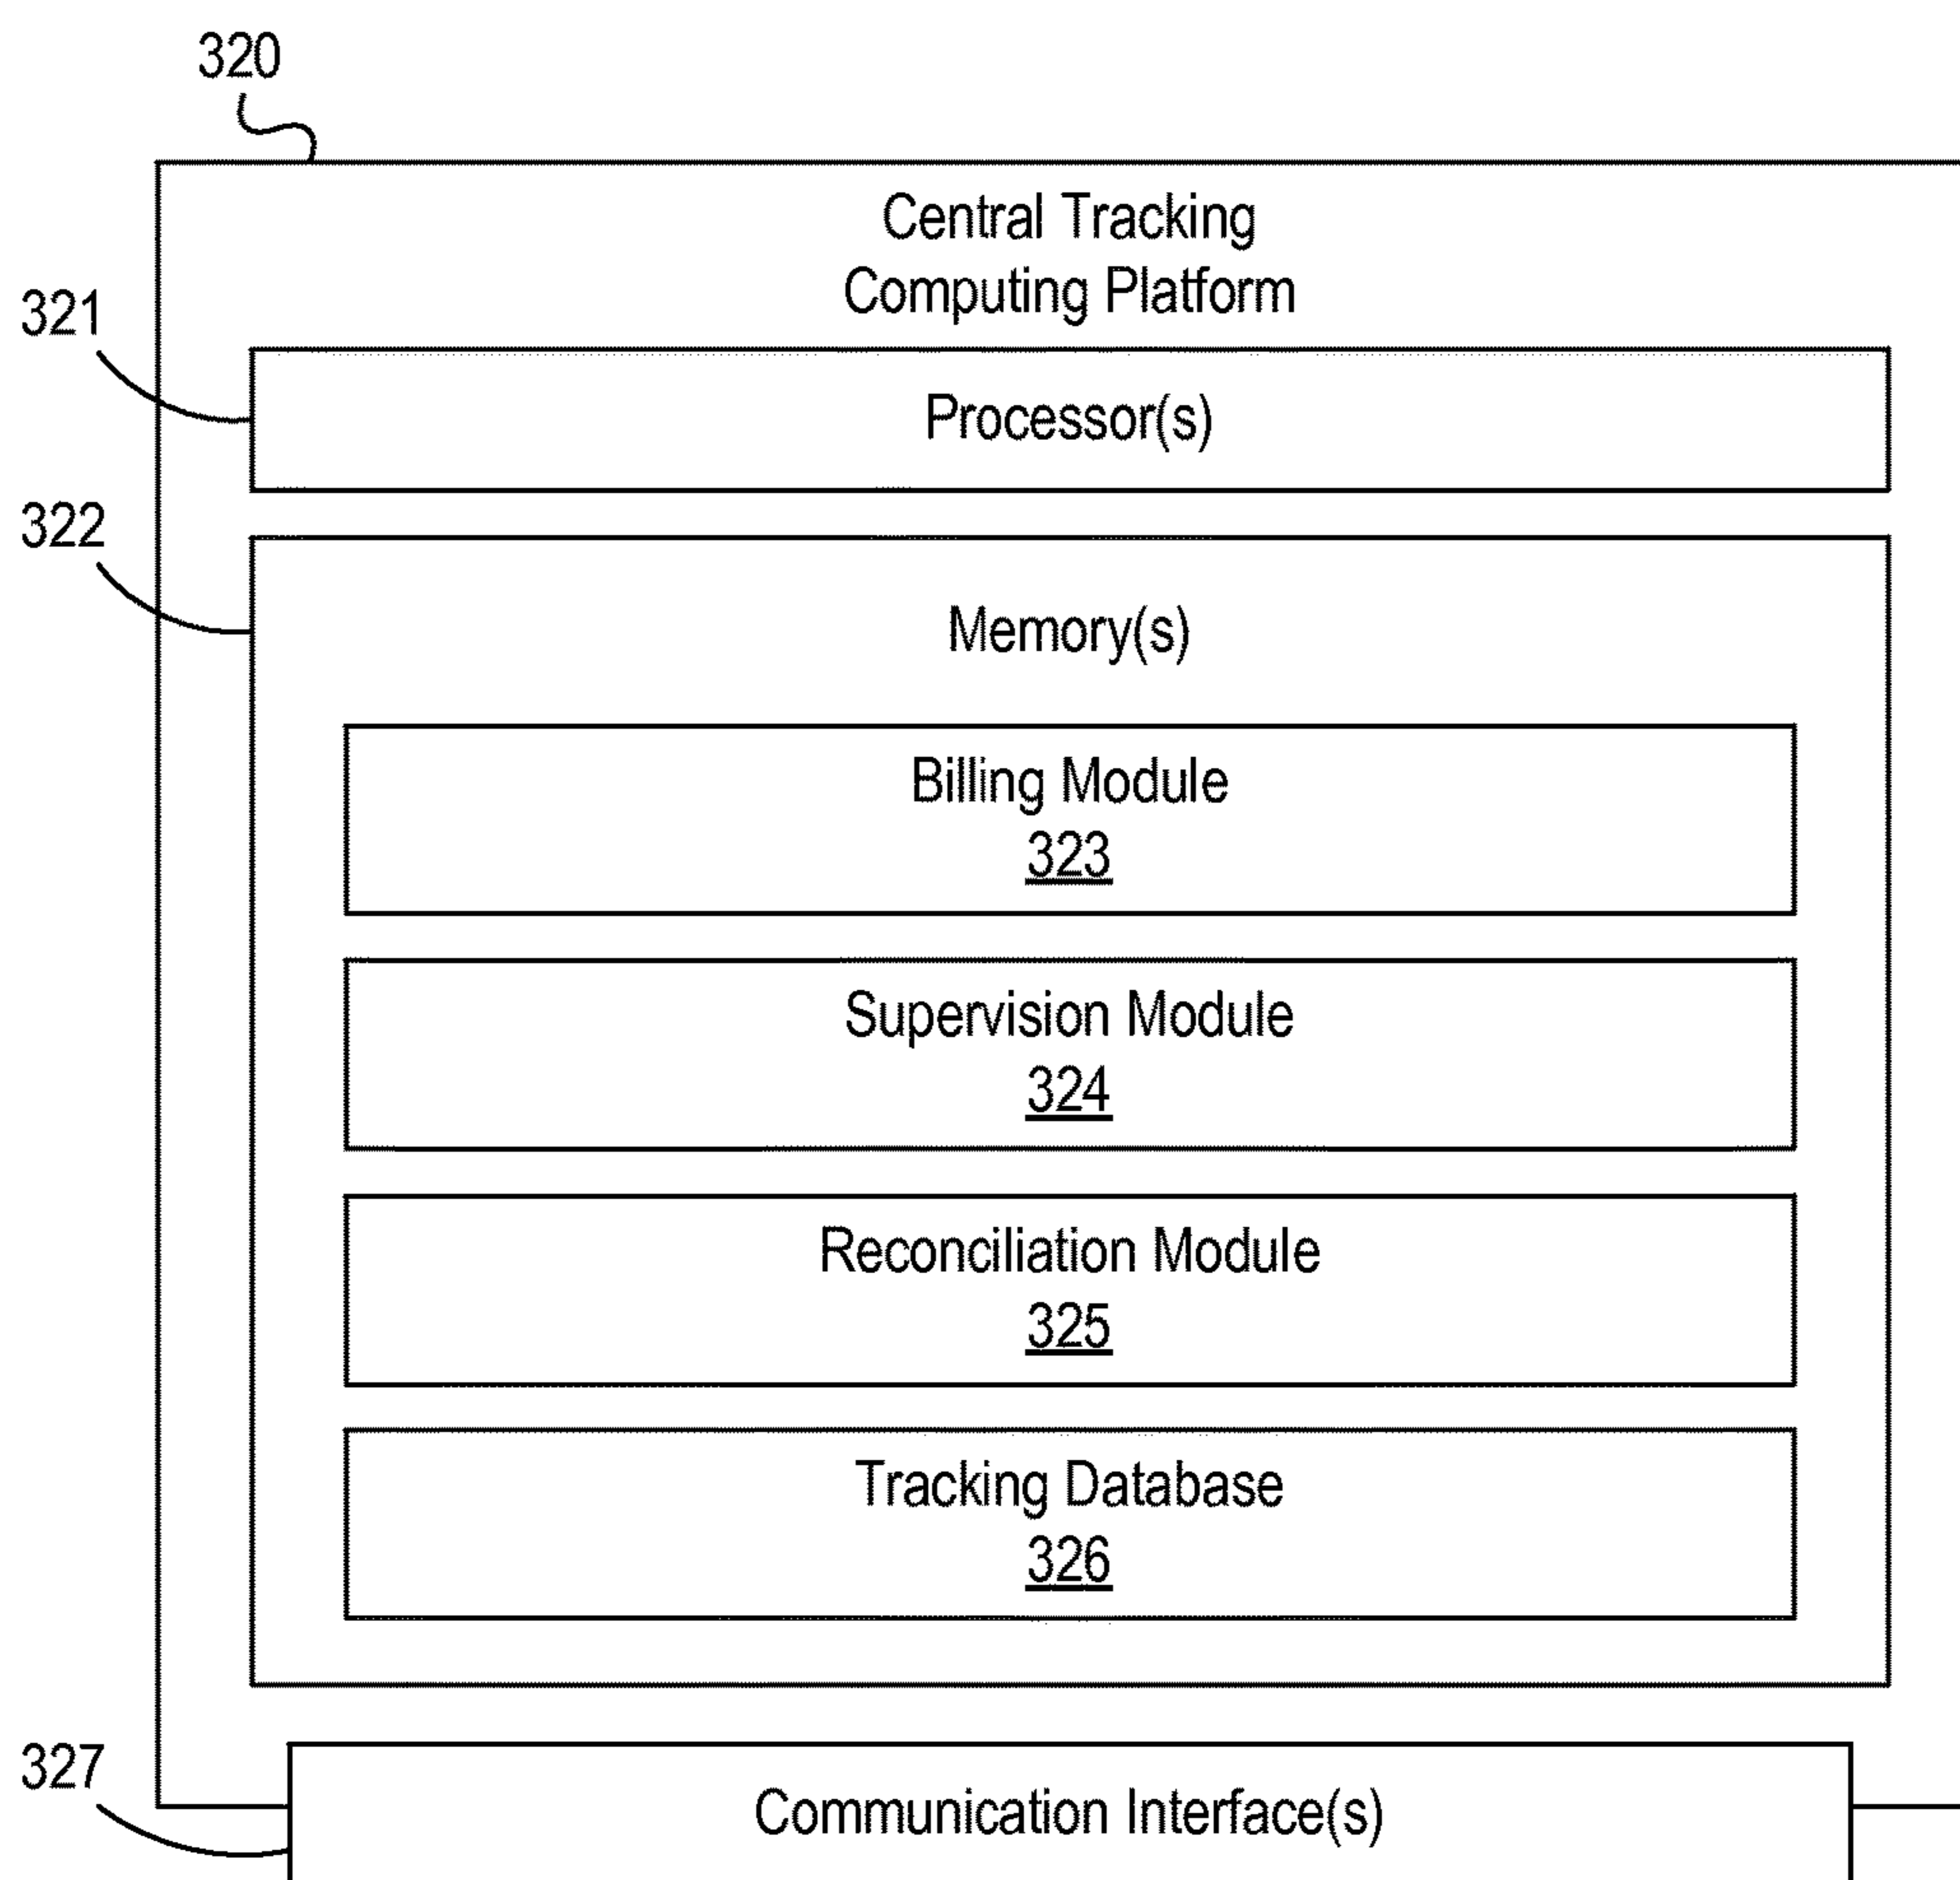 320
Central Tracking
Computing Platform
321
Processor(s)
322
Memory(s)
Billing Module
323
Supervision Module
324
Reconciliation Module
325
Tracking Database
326
327
Communication Interface(s)